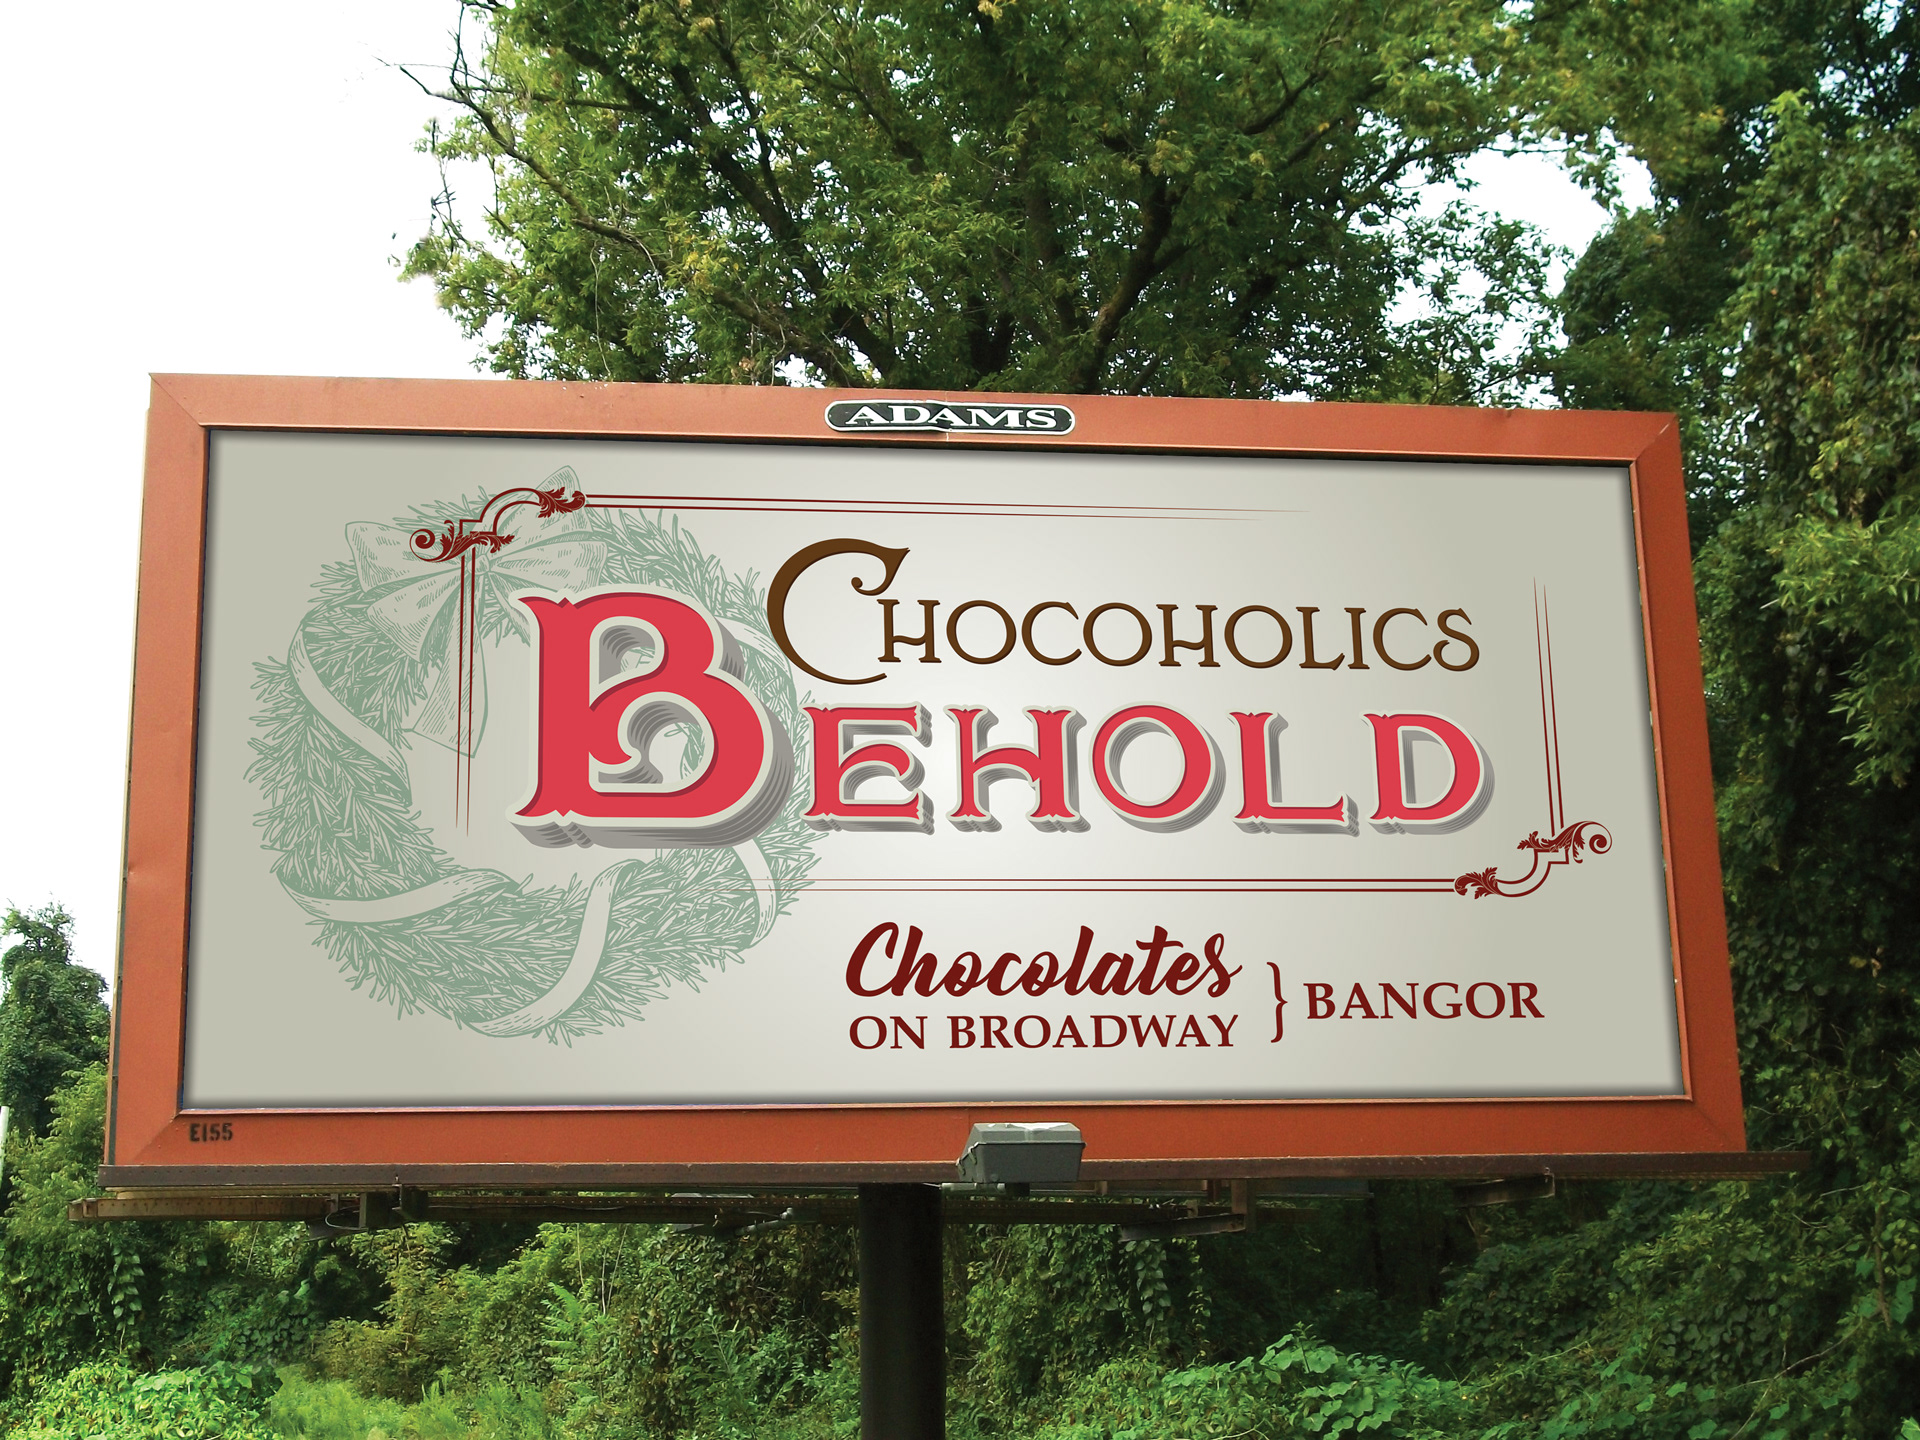 ADAMS
CHOCOHOLICS
BEHOLD
Chocolates
ON BROADWAY } BANGOR
E155